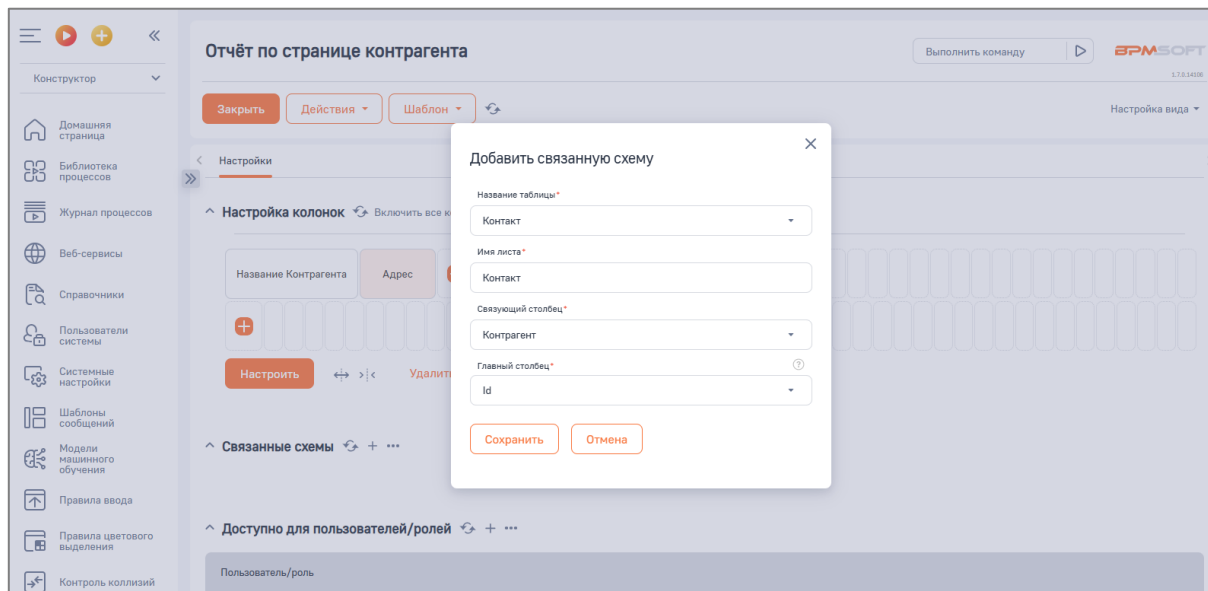 Отчёт по странице контрагента
Выполнить команду
BPMSOFT
1.7.0.14106
Конструктор
Закрыть
Действия
Шаблон
Настройка вида
Домашняя
страница
Библиотека
процессов
Журнал процессов
Веб-сервисы
Справочники
Пользователи
системы
Системные
настройки
Шаблоны
сообщений
Модели
машинного
обучения
Правила ввода
Правила цветового
выделения
Контроль коллизий
Настройки
Настройка колонок
Включить все к
Название Контрагента
Адрес
Настроить
Удалить
Связанные схемы
Доступно для пользователей/ролей
Пользователь/роль
Добавить связанную схему
Название таблицы*
Контакт
Имя листа*
Контакт
Связующий столбец*
Контрагент
Главный столбец*
Id
Сохранить
Отмена